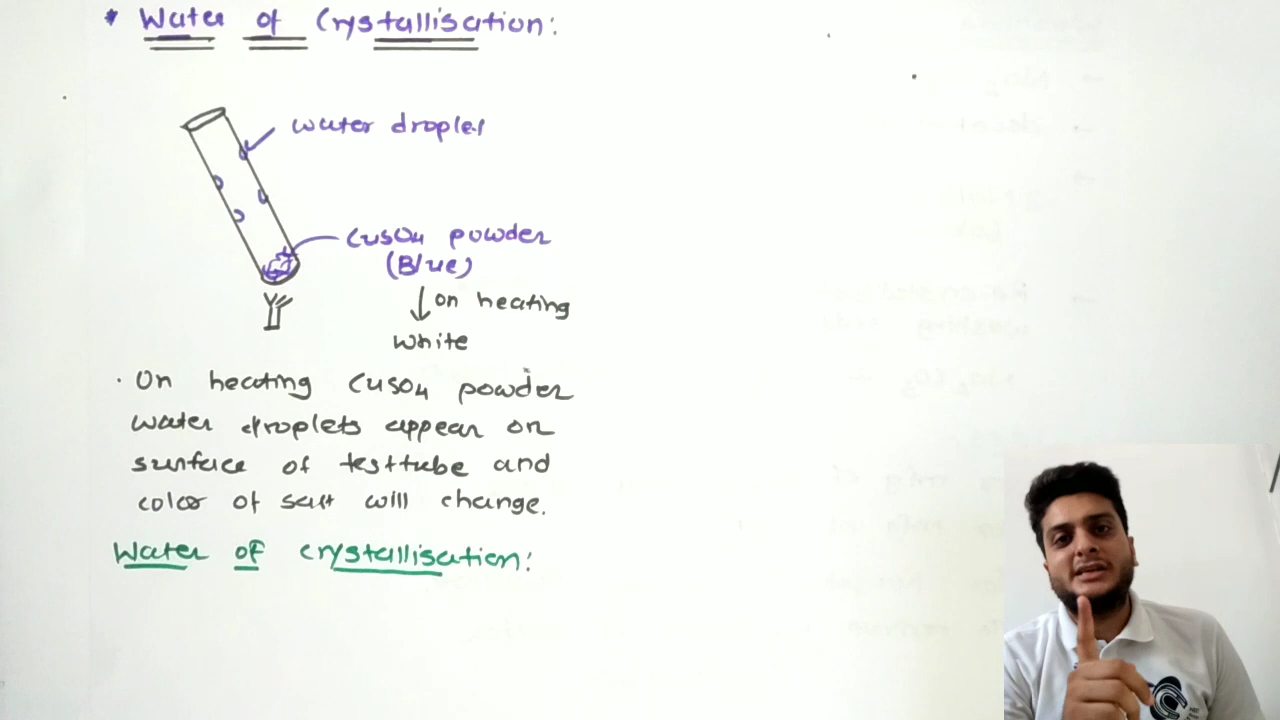 * Water of Crystallisation:
water droplet
CuSO4 powder
(Blue)
on heating
white
. On heating CuSO4 powder
water droplets appear on
surface of testtube and
color of salt will change.
Water of crystallisation: